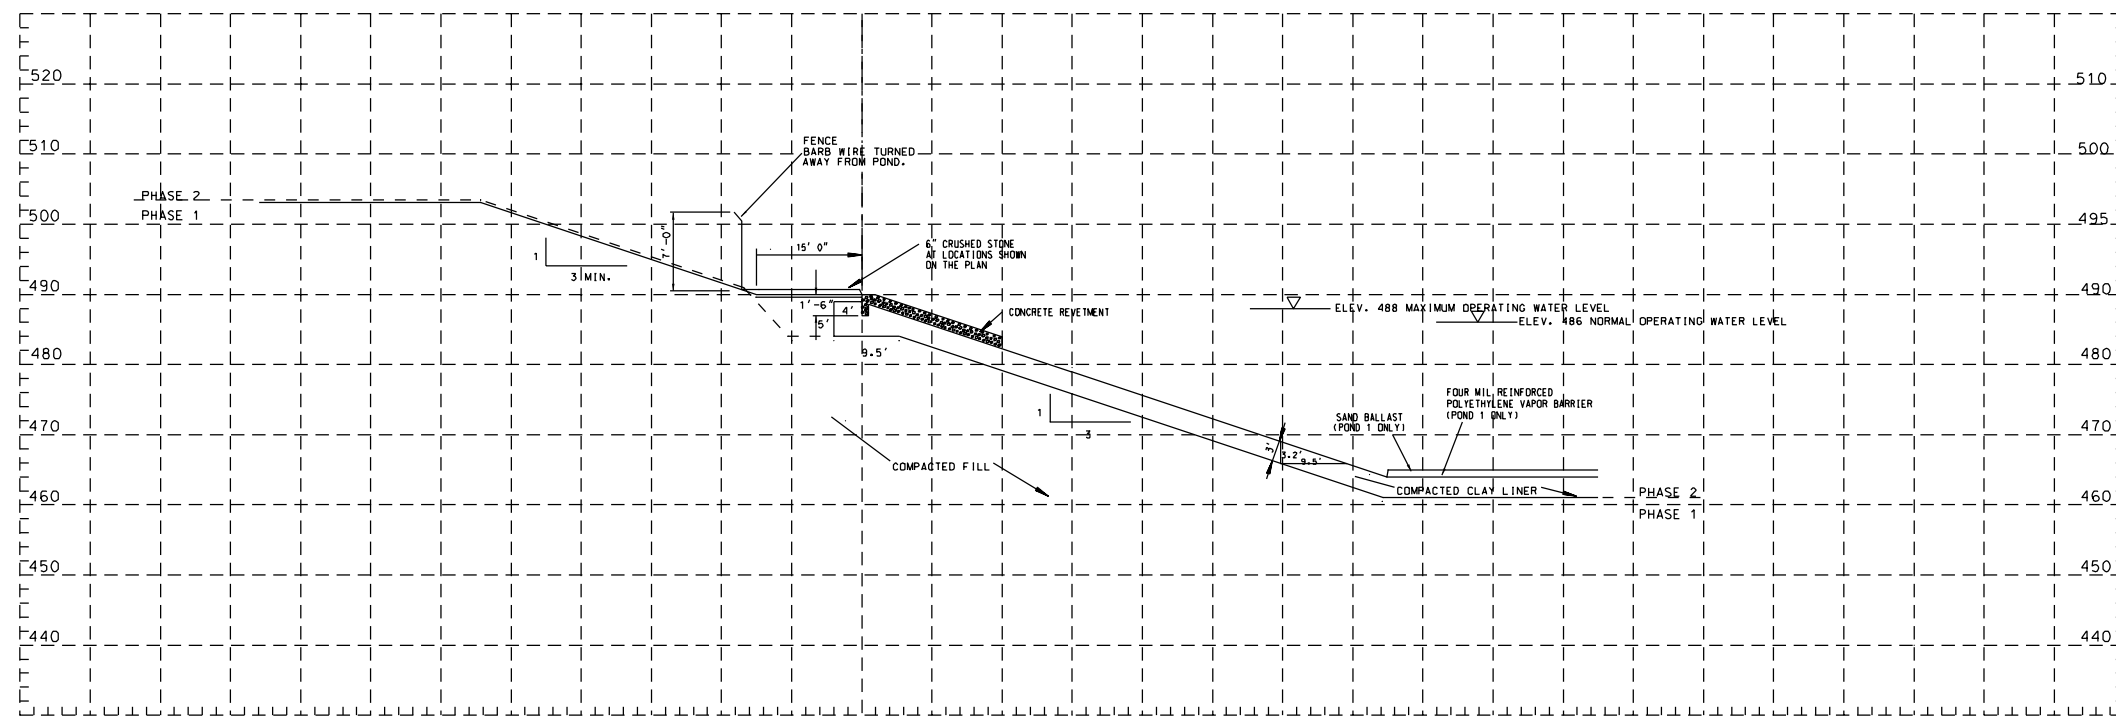 520
510
510
500
FENCE
BARB WIRE TURNED
AWAY FROM POND.
PHASE 2
PHASE 1
500
495
7'-0"
15' 0"
6" CRUSHED STONE
AT LOCATIONS SHOWN
ON THE PLAN
1
3 MIN.
490
490
1'-6"
4'
5'
9.5'
CONCRETE REVETMENT
ELEV. 488 MAXIMUM OPERATING WATER LEVEL
ELEV. 486 NORMAL OPERATING WATER LEVEL
480
480
FOUR MIL REINFORCED
POLYETHYLENE VAPOR BARRIER
(POND 1 ONLY)
SAND BALLAST
(POND 1 ONLY)
1
3
470
470
3'
3.2'
9.5'
COMPACTED FILL
COMPACTED CLAY LINER
PHASE 2
PHASE 1
460
460
450
450
440
440